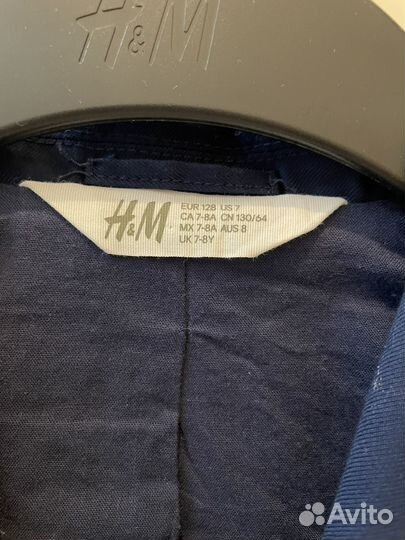 H&M
H&M
EUR 128 US 7
CA 7-8A CN 130/64
MX 7-8A AUS 8
UK 7-8Y
Avito